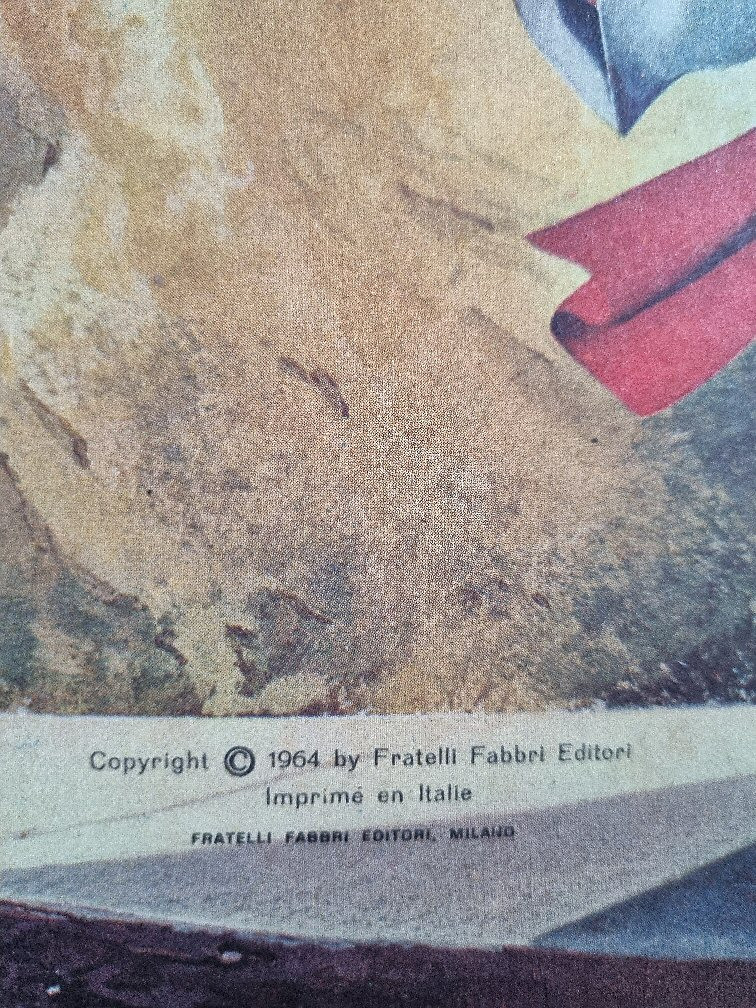 Copyright © 1964 by Fratelli Fabbri Editori
Imprimé en Italie
FRATELLI FABBRI EDITORI, MILANO